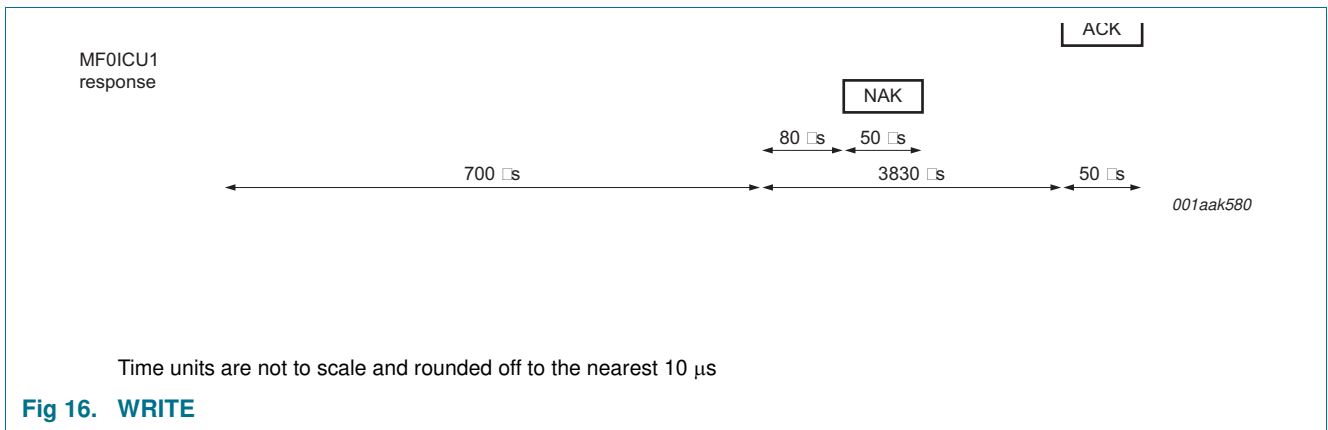 ACK
MF0ICU1
response
NAK
80 □s 50 □s
700 □s 3830 □s 50 □s
001aak580
Time units are not to scale and rounded off to the nearest 10 μs
Fig 16. WRITE